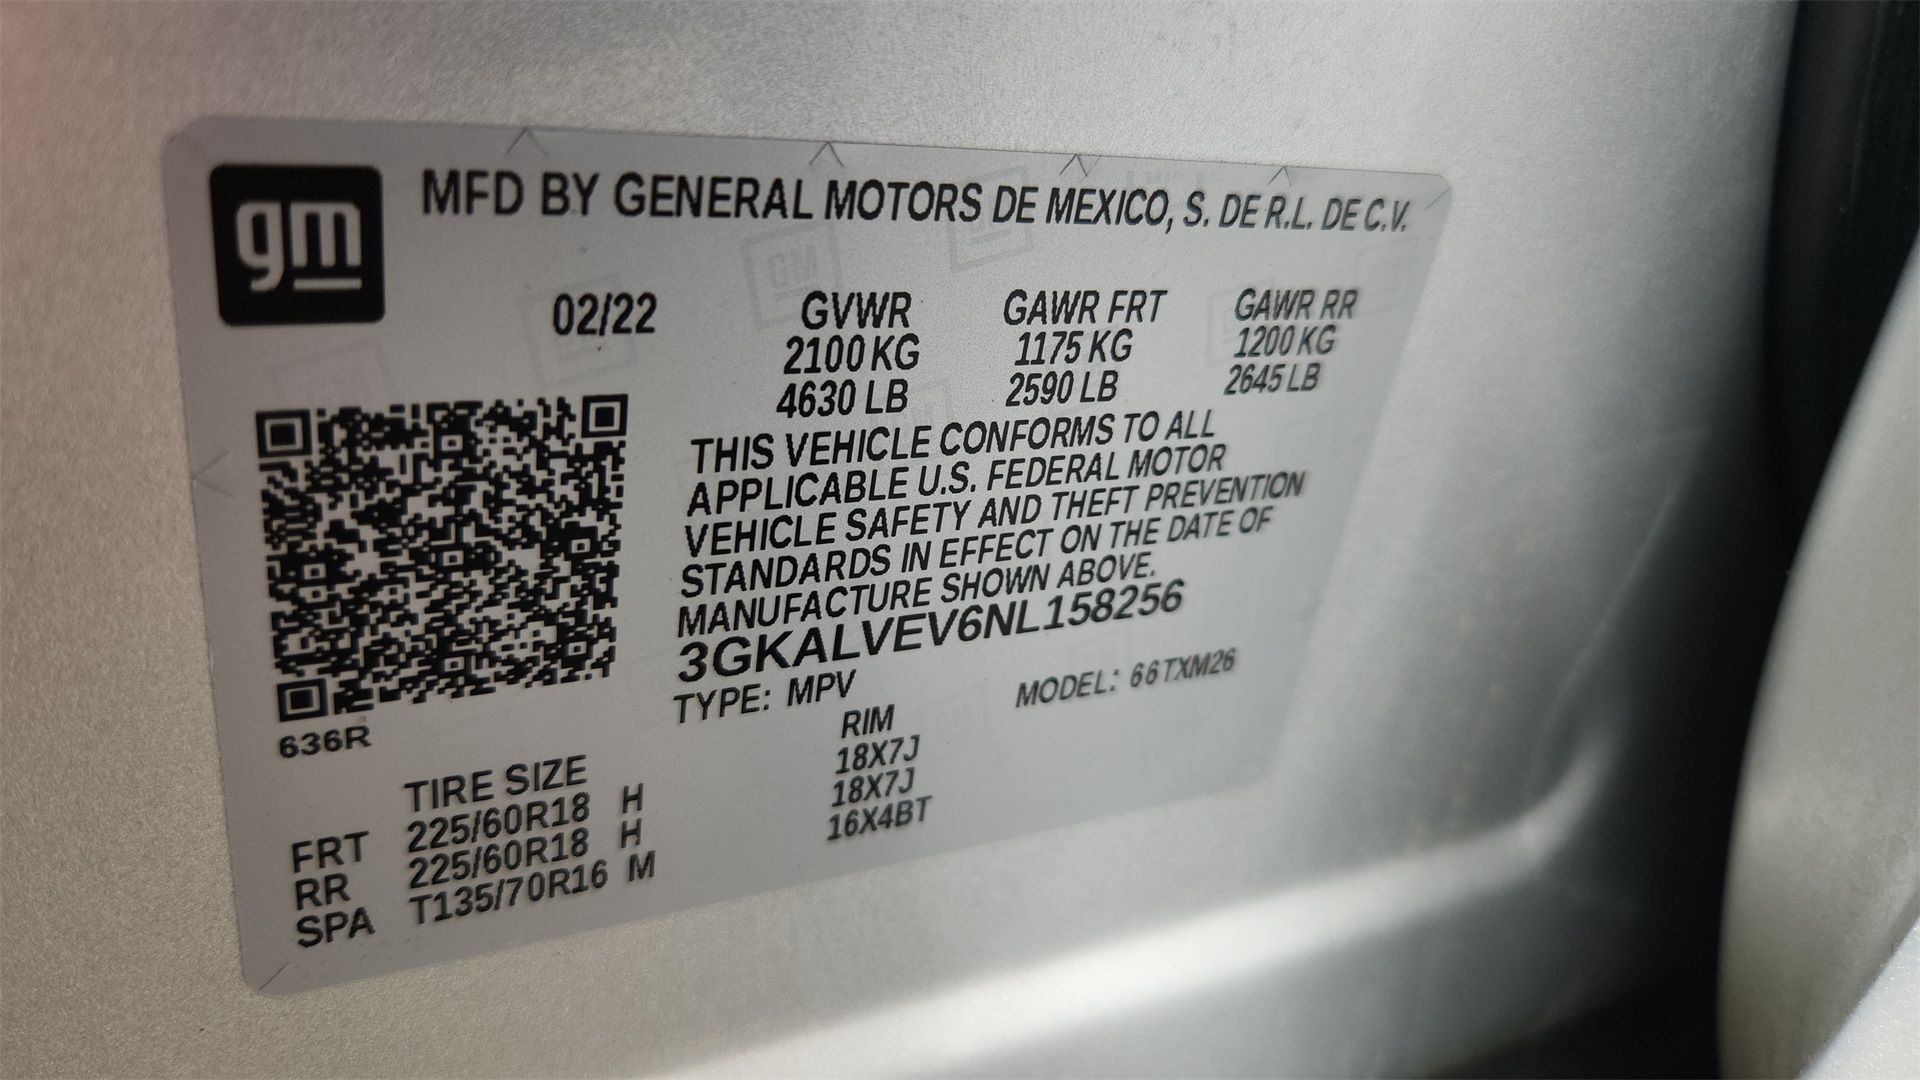 gm
MFD BY GENERAL MOTORS DE MEXICO, S. DE R.L. DE C.V.
02/22 GVWR GAWR FRT GAWR RR
2100 KG 1175 KG 1200 KG
4630 LB 2590 LB 2645 LB
THIS VEHICLE CONFORMS TO ALL
APPLICABLE U.S. FEDERAL MOTOR
VEHICLE SAFETY AND THEFT PREVENTION
STANDARDS IN EFFECT ON THE DATE OF
MANUFACTURE SHOWN ABOVE.
3GKALVEV6NL158256
TYPE: MPV MODEL: 66TXM26
636R
TIRE SIZE RIM
FRT 225/60R18 H 18X7J
RR 225/60R18 H 18X7J
SPA T135/70R16 M 16X4BT